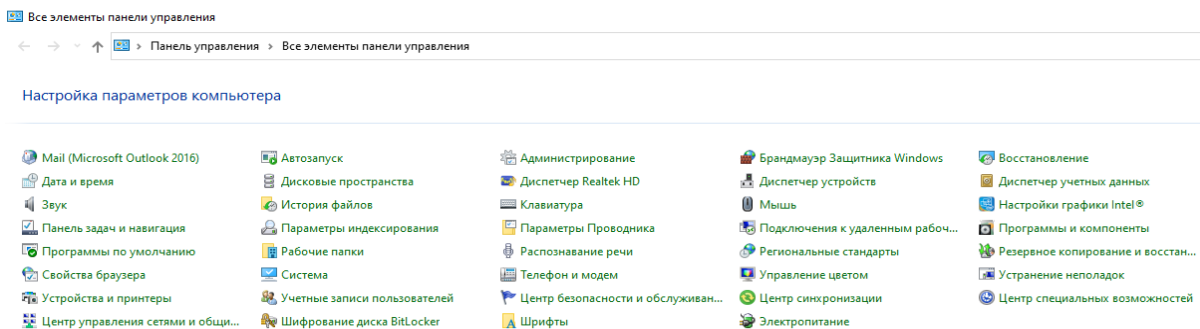 Все элементы панели управления
Панель управления > Все элементы панели управления
Настройка параметров компьютера
Mail (Microsoft Outlook 2016) Автозапуск Администрирование Брандмауэр Защитника Windows Восстановление
Дата и время Дисковые пространства Диспетчер Realtek HD Диспетчер устройств Диспетчер учетных данных
Звук История файлов Клавиатура Мышь Настройки графики Intel®
Панель задач и навигация Параметры индексирования Параметры Проводника Подключения к удаленным рабоч... Программы и компоненты
Программы по умолчанию Рабочие папки Распознавание речи Региональные стандарты Резервное копирование и восстан...
Свойства браузера Система Телефон и модем Управление цветом Устранение неполадок
Устройства и принтеры Учетные записи пользователей Центр безопасности и обслуживан... Центр синхронизации Центр специальных возможностей
Центр управления сетями и общи... Шифрование диска BitLocker Шрифты Электропитание